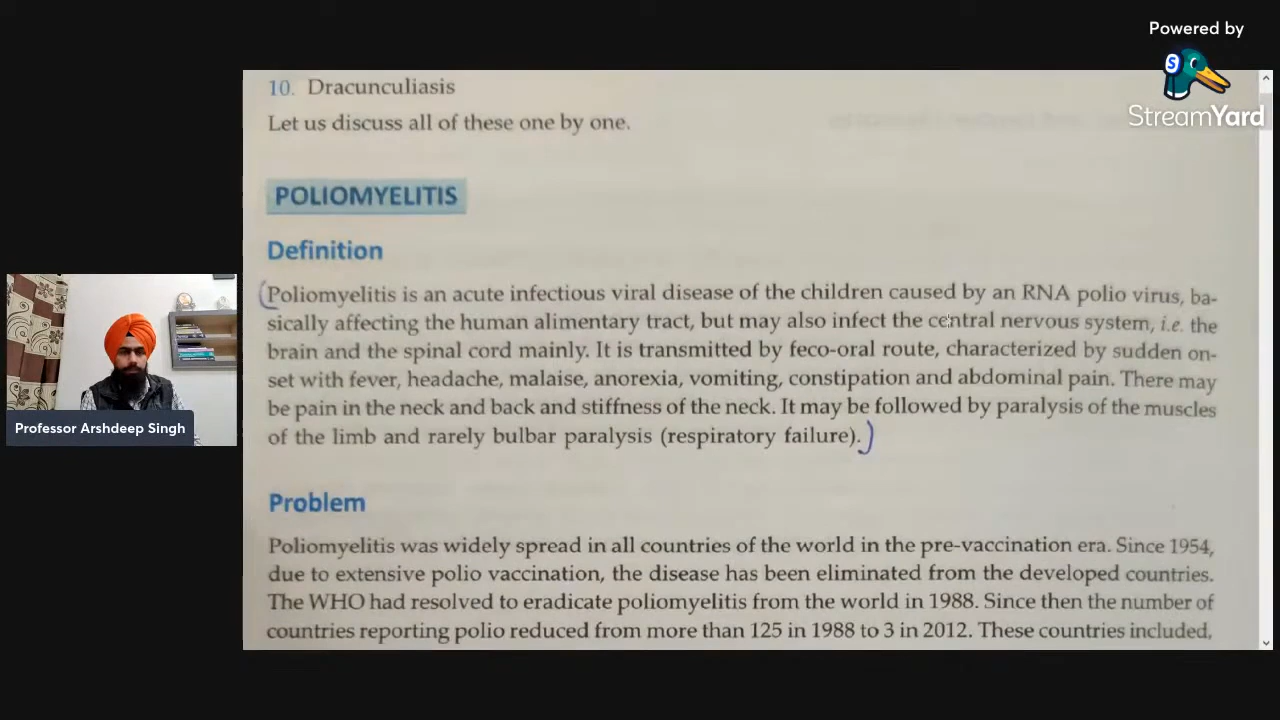 Powered by
StreamYard
10. Dracunculiasis
Let us discuss all of these one by one.
POLIOMYELITIS
Definition
Poliomyelitis is an acute infectious viral disease of the children caused by an RNA polio virus, ba-
sically affecting the human alimentary tract, but may also infect the central nervous system, i.e. the
brain and the spinal cord mainly. It is transmitted by feco-oral route, characterized by sudden on-
set with fever, headache, malaise, anorexia, vomiting, constipation and abdominal pain. There may
be pain in the neck and back and stiffness of the neck. It may be followed by paralysis of the muscles
of the limb and rarely bulbar paralysis (respiratory failure).
Problem
Poliomyelitis was widely spread in all countries of the world in the pre-vaccination era. Since 1954,
due to extensive polio vaccination, the disease has been eliminated from the developed countries.
The WHO had resolved to eradicate poliomyelitis from the world in 1988. Since then the number of
countries reporting polio reduced from more than 125 in 1988 to 3 in 2012. These countries included,
Professor Arshdeep Singh